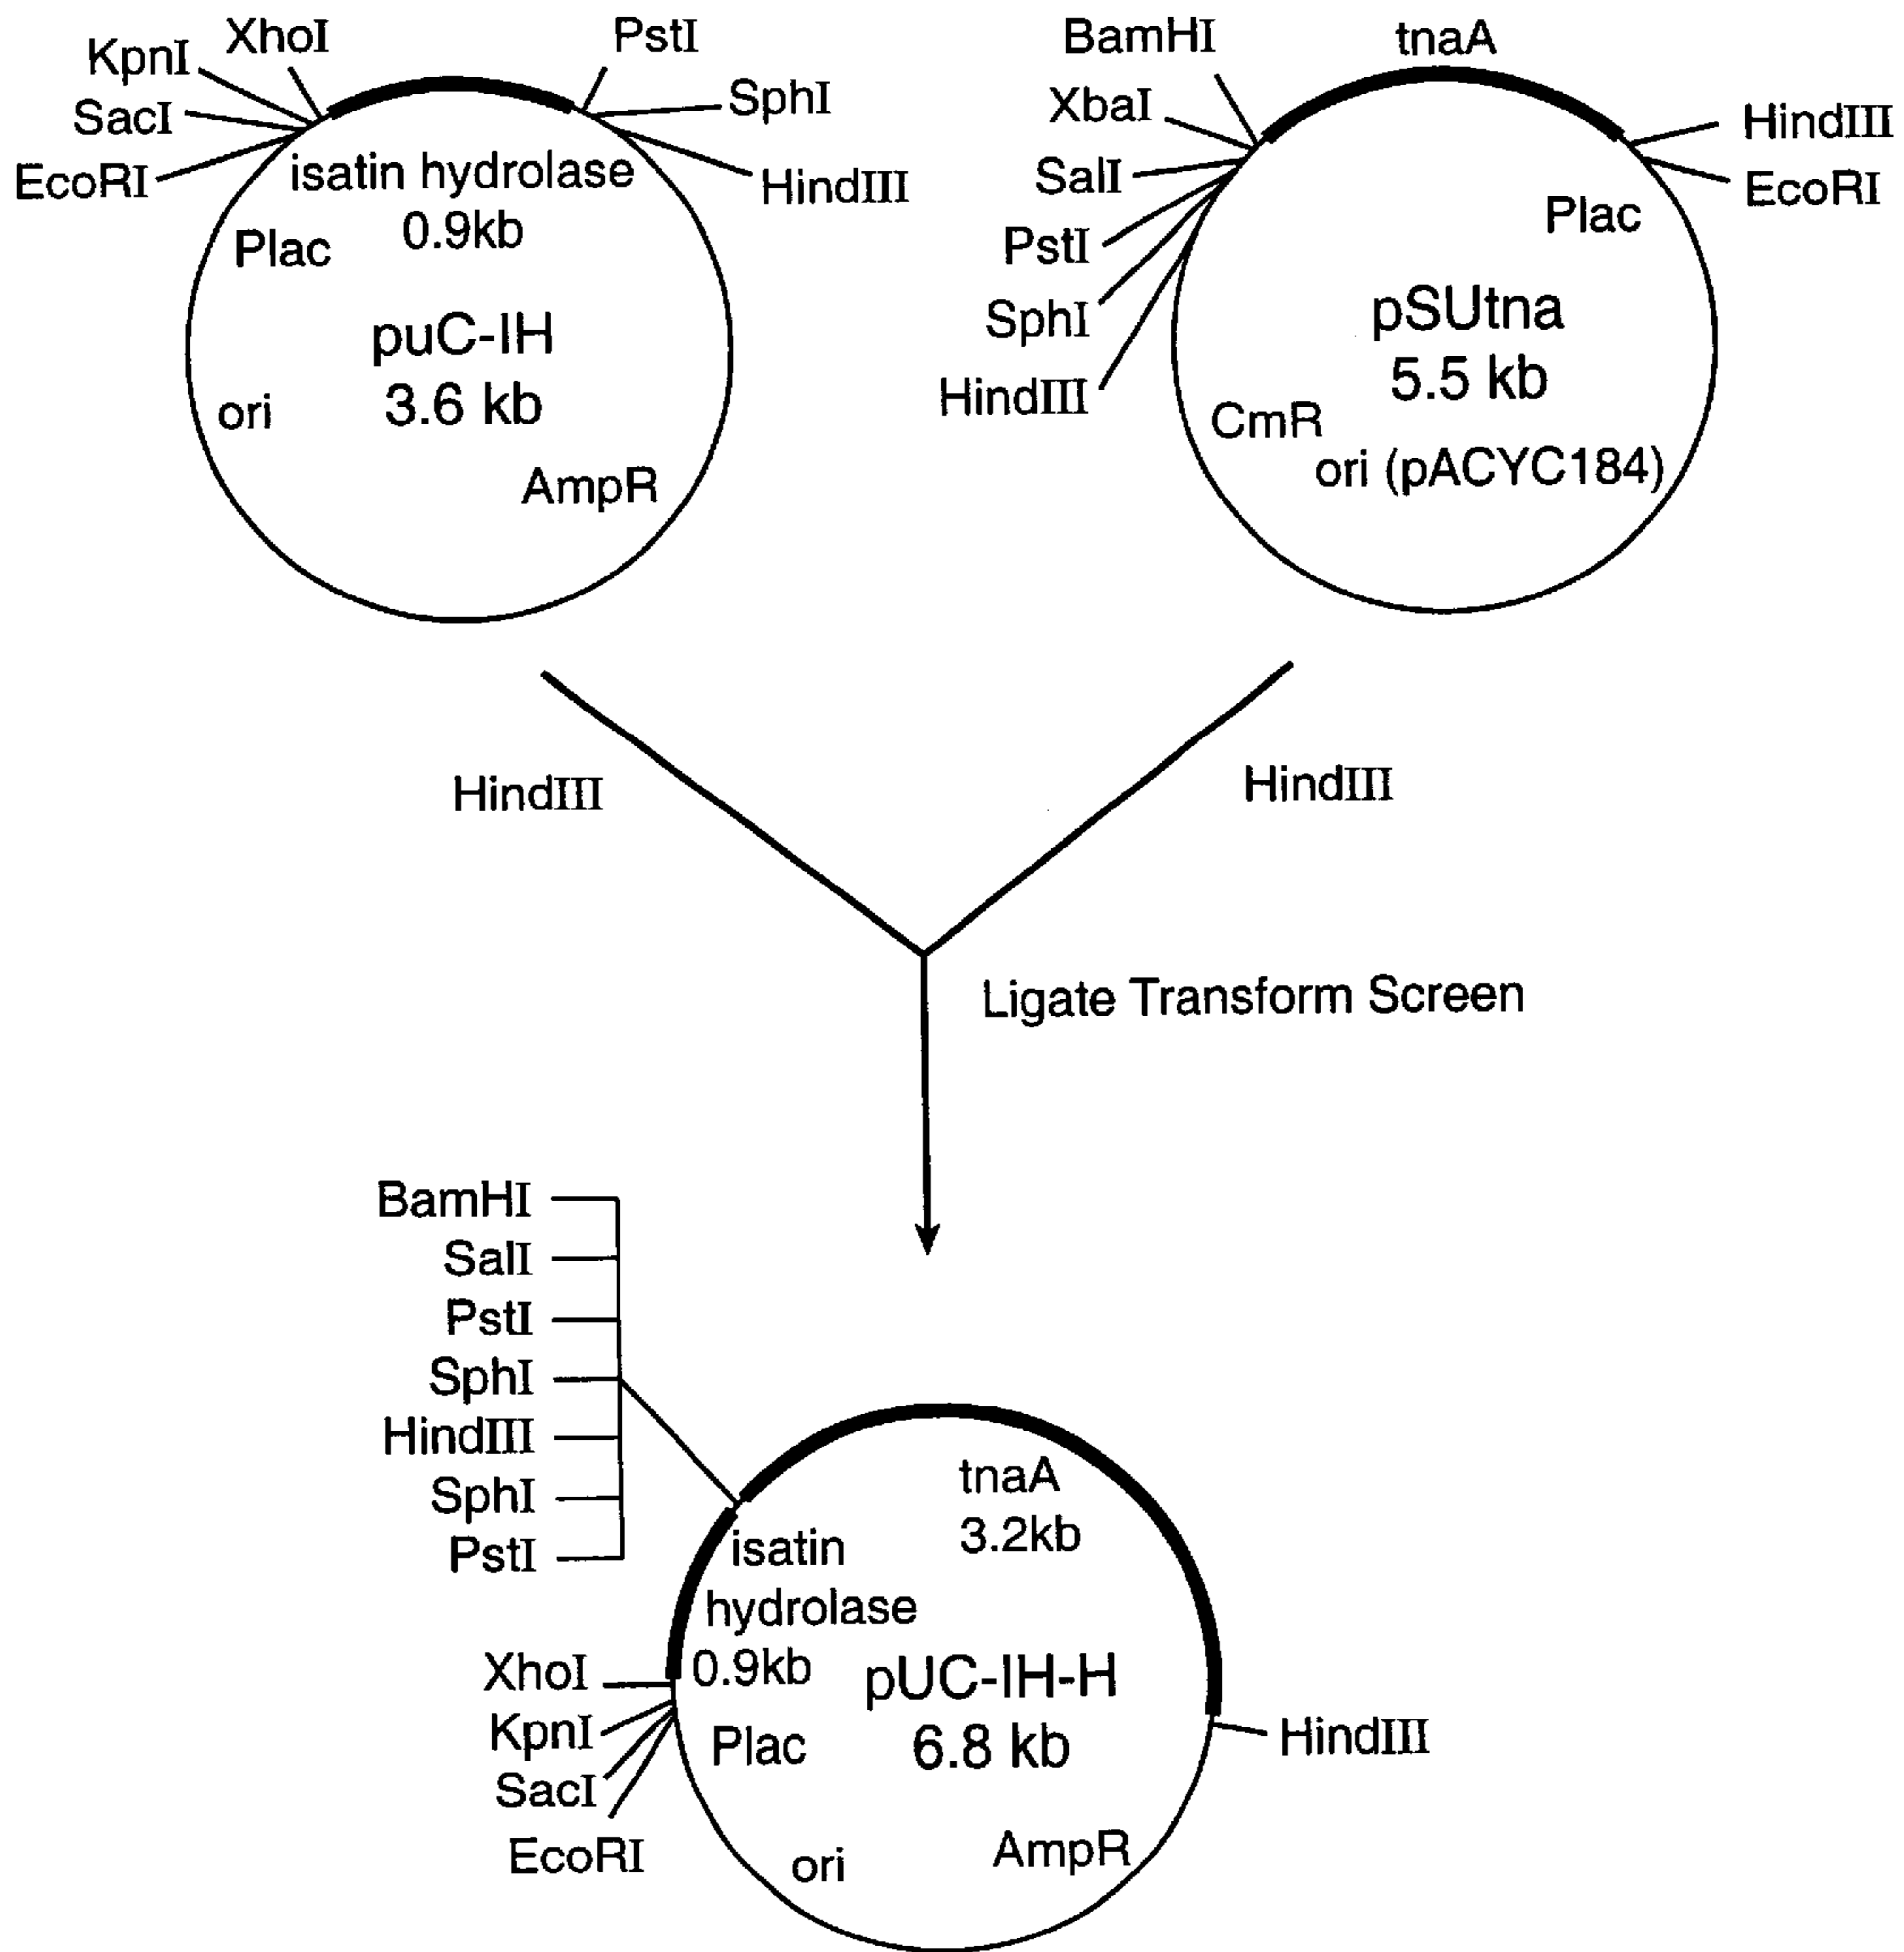 KpnI
XhoI
SacI
EcoRI
PstI
SphI
HindIII
isatin hydrolase
0.9kb
Plac
puC-IH
3.6 kb
ori
AmpR
BamHI
tnaA
XbaI
SalI
PstI
SphI
HindIII
HindIII
EcoRI
Plac
pSUtna
5.5 kb
CmR
ori (pACYC184)
HindIII
HindIII
Ligate Transform Screen
BamHI
SalI
PstI
SphI
HindIII
SphI
PstI
tnaA
3.2kb
isatin
hydrolase
0.9kb
XhoI
KpnI
SacI
EcoRI
Plac
pUC-IH-H
6.8 kb
HindIII
ori
AmpR